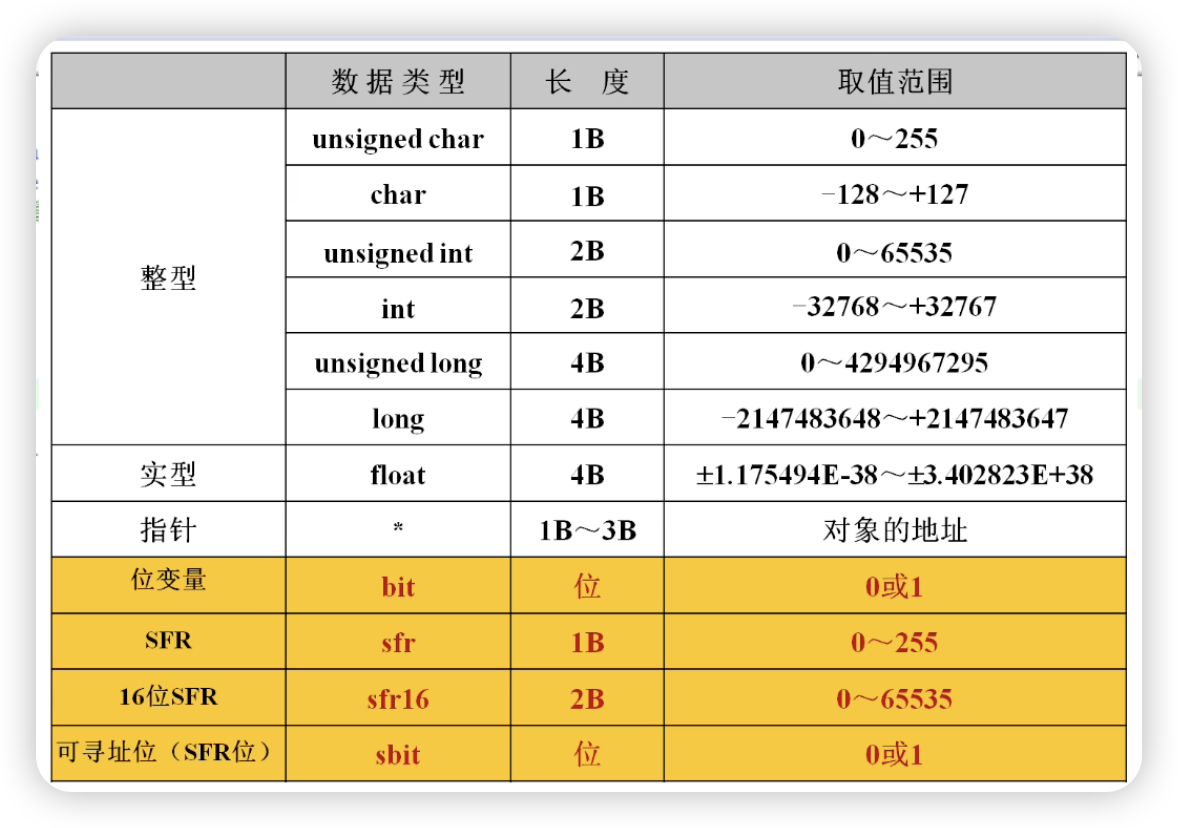 数据类型 长 度 取值范围
unsigned char 1B 0～255
char 1B -128～+127
unsigned int 2B 0～65535
整型
int 2B -32768～+32767
unsigned long 4B 0～4294967295
long 4B -2147483648～+2147483647
实型 float 4B ±1.175494E-38～±3.402823E+38
指针 * 1B～3B 对象的地址
位变量 bit 位 0或1
SFR sfr 1B 0～255
16位SFR sfr16 2B 0～65535
可寻址位（SFR位） sbit 位 0或1